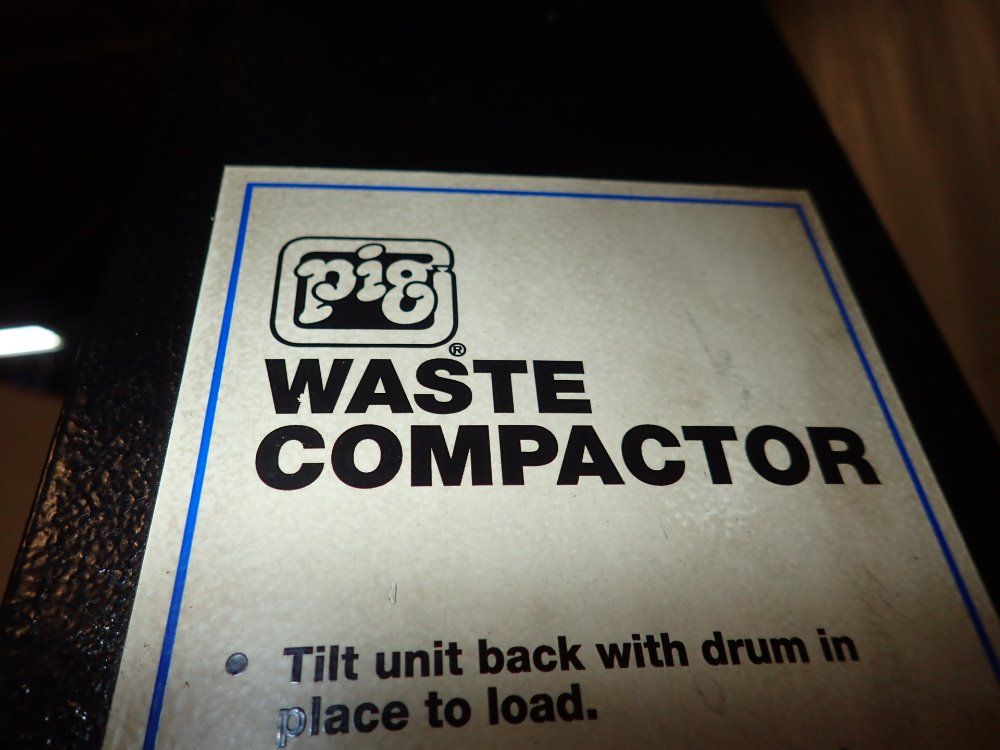 pig
®
WASTE
COMPACTOR
• Tilt unit back with drum in
place to load.